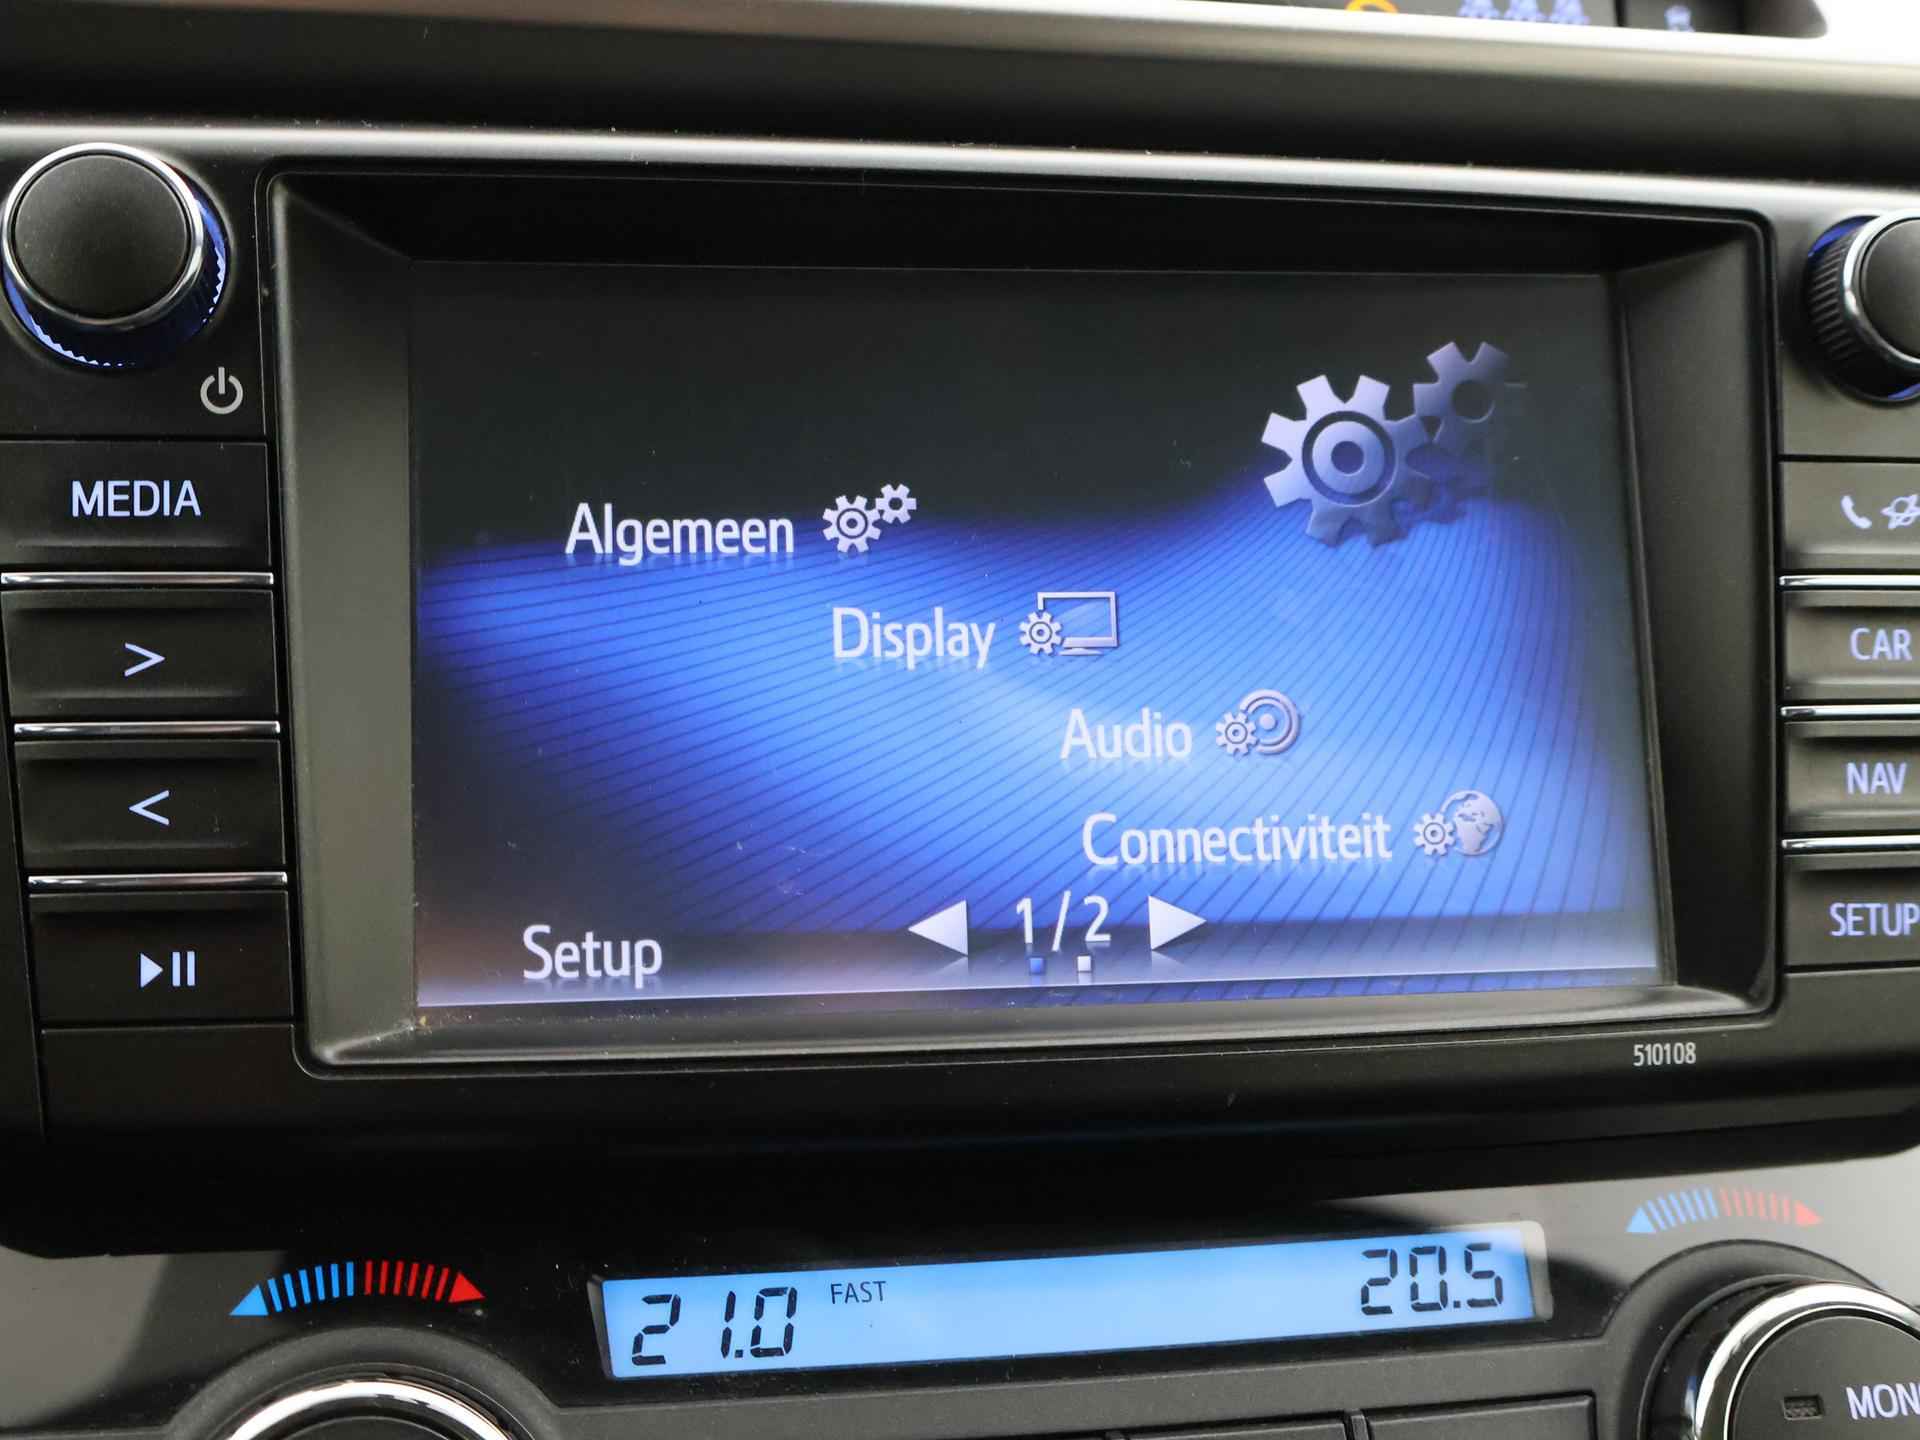 MEDIA
>
<
Algemeen
Display
Audio
Connectiviteit
Setup
1/2
CAR
NAV
SETUP
510108
21.0
FAST
20.5